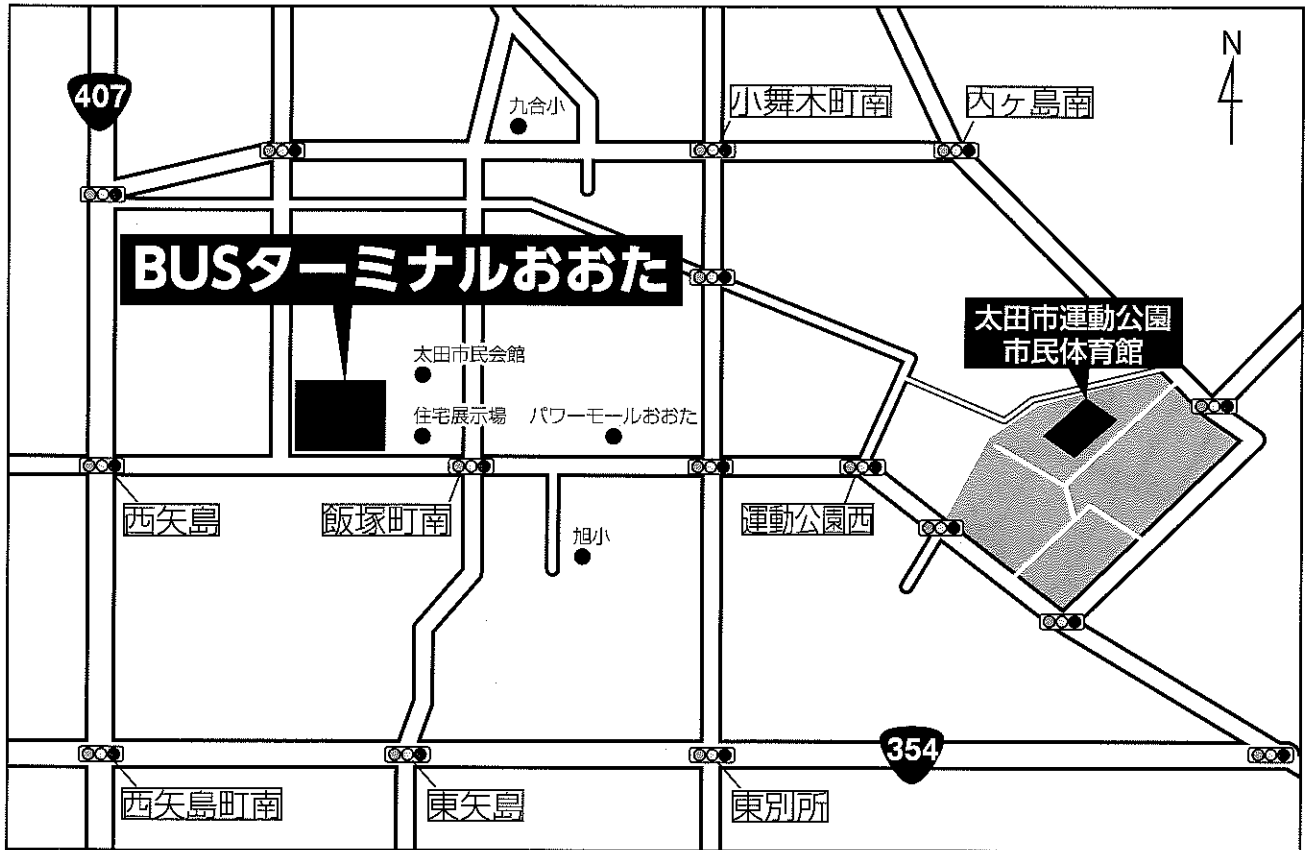 N
407
九合小
小舞木町南
内ヶ島南
BUSターミナルおおた
太田市運動公園
市民体育館
太田市民会館
住宅展示場
パワーモールおおた
西矢島
飯塚町南
運動公園西
旭小
354
西矢島町南
東矢島
東別所